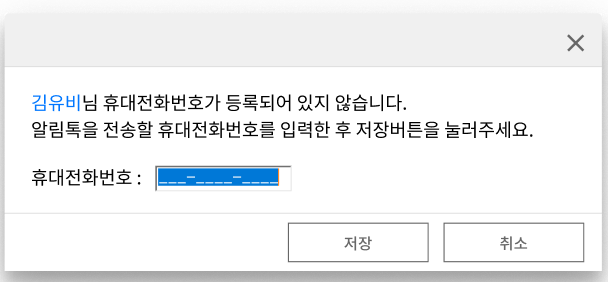 김유비님 휴대전화번호가 등록되어 있지 않습니다.
알림톡을 전송할 휴대전화번호를 입력한 후 저장버튼을 눌러주세요.
휴대전화번호 : ___-____-____
저장 취소